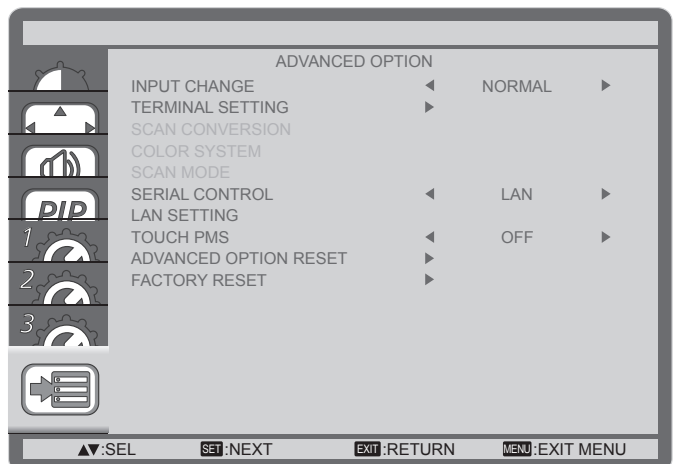 ADVANCED OPTION
INPUT CHANGE ◀ NORMAL ▶
TERMINAL SETTING ▶
SCAN CONVERSION
COLOR SYSTEM
SCAN MODE
SERIAL CONTROL ◀ LAN ▶
PIP
LAN SETTING
1
TOUCH PMS ◀ OFF ▶
ADVANCED OPTION RESET ▶
2
FACTORY RESET ▶
3
▲▼:SEL SET:NEXT EXIT:RETURN MENU:EXIT MENU